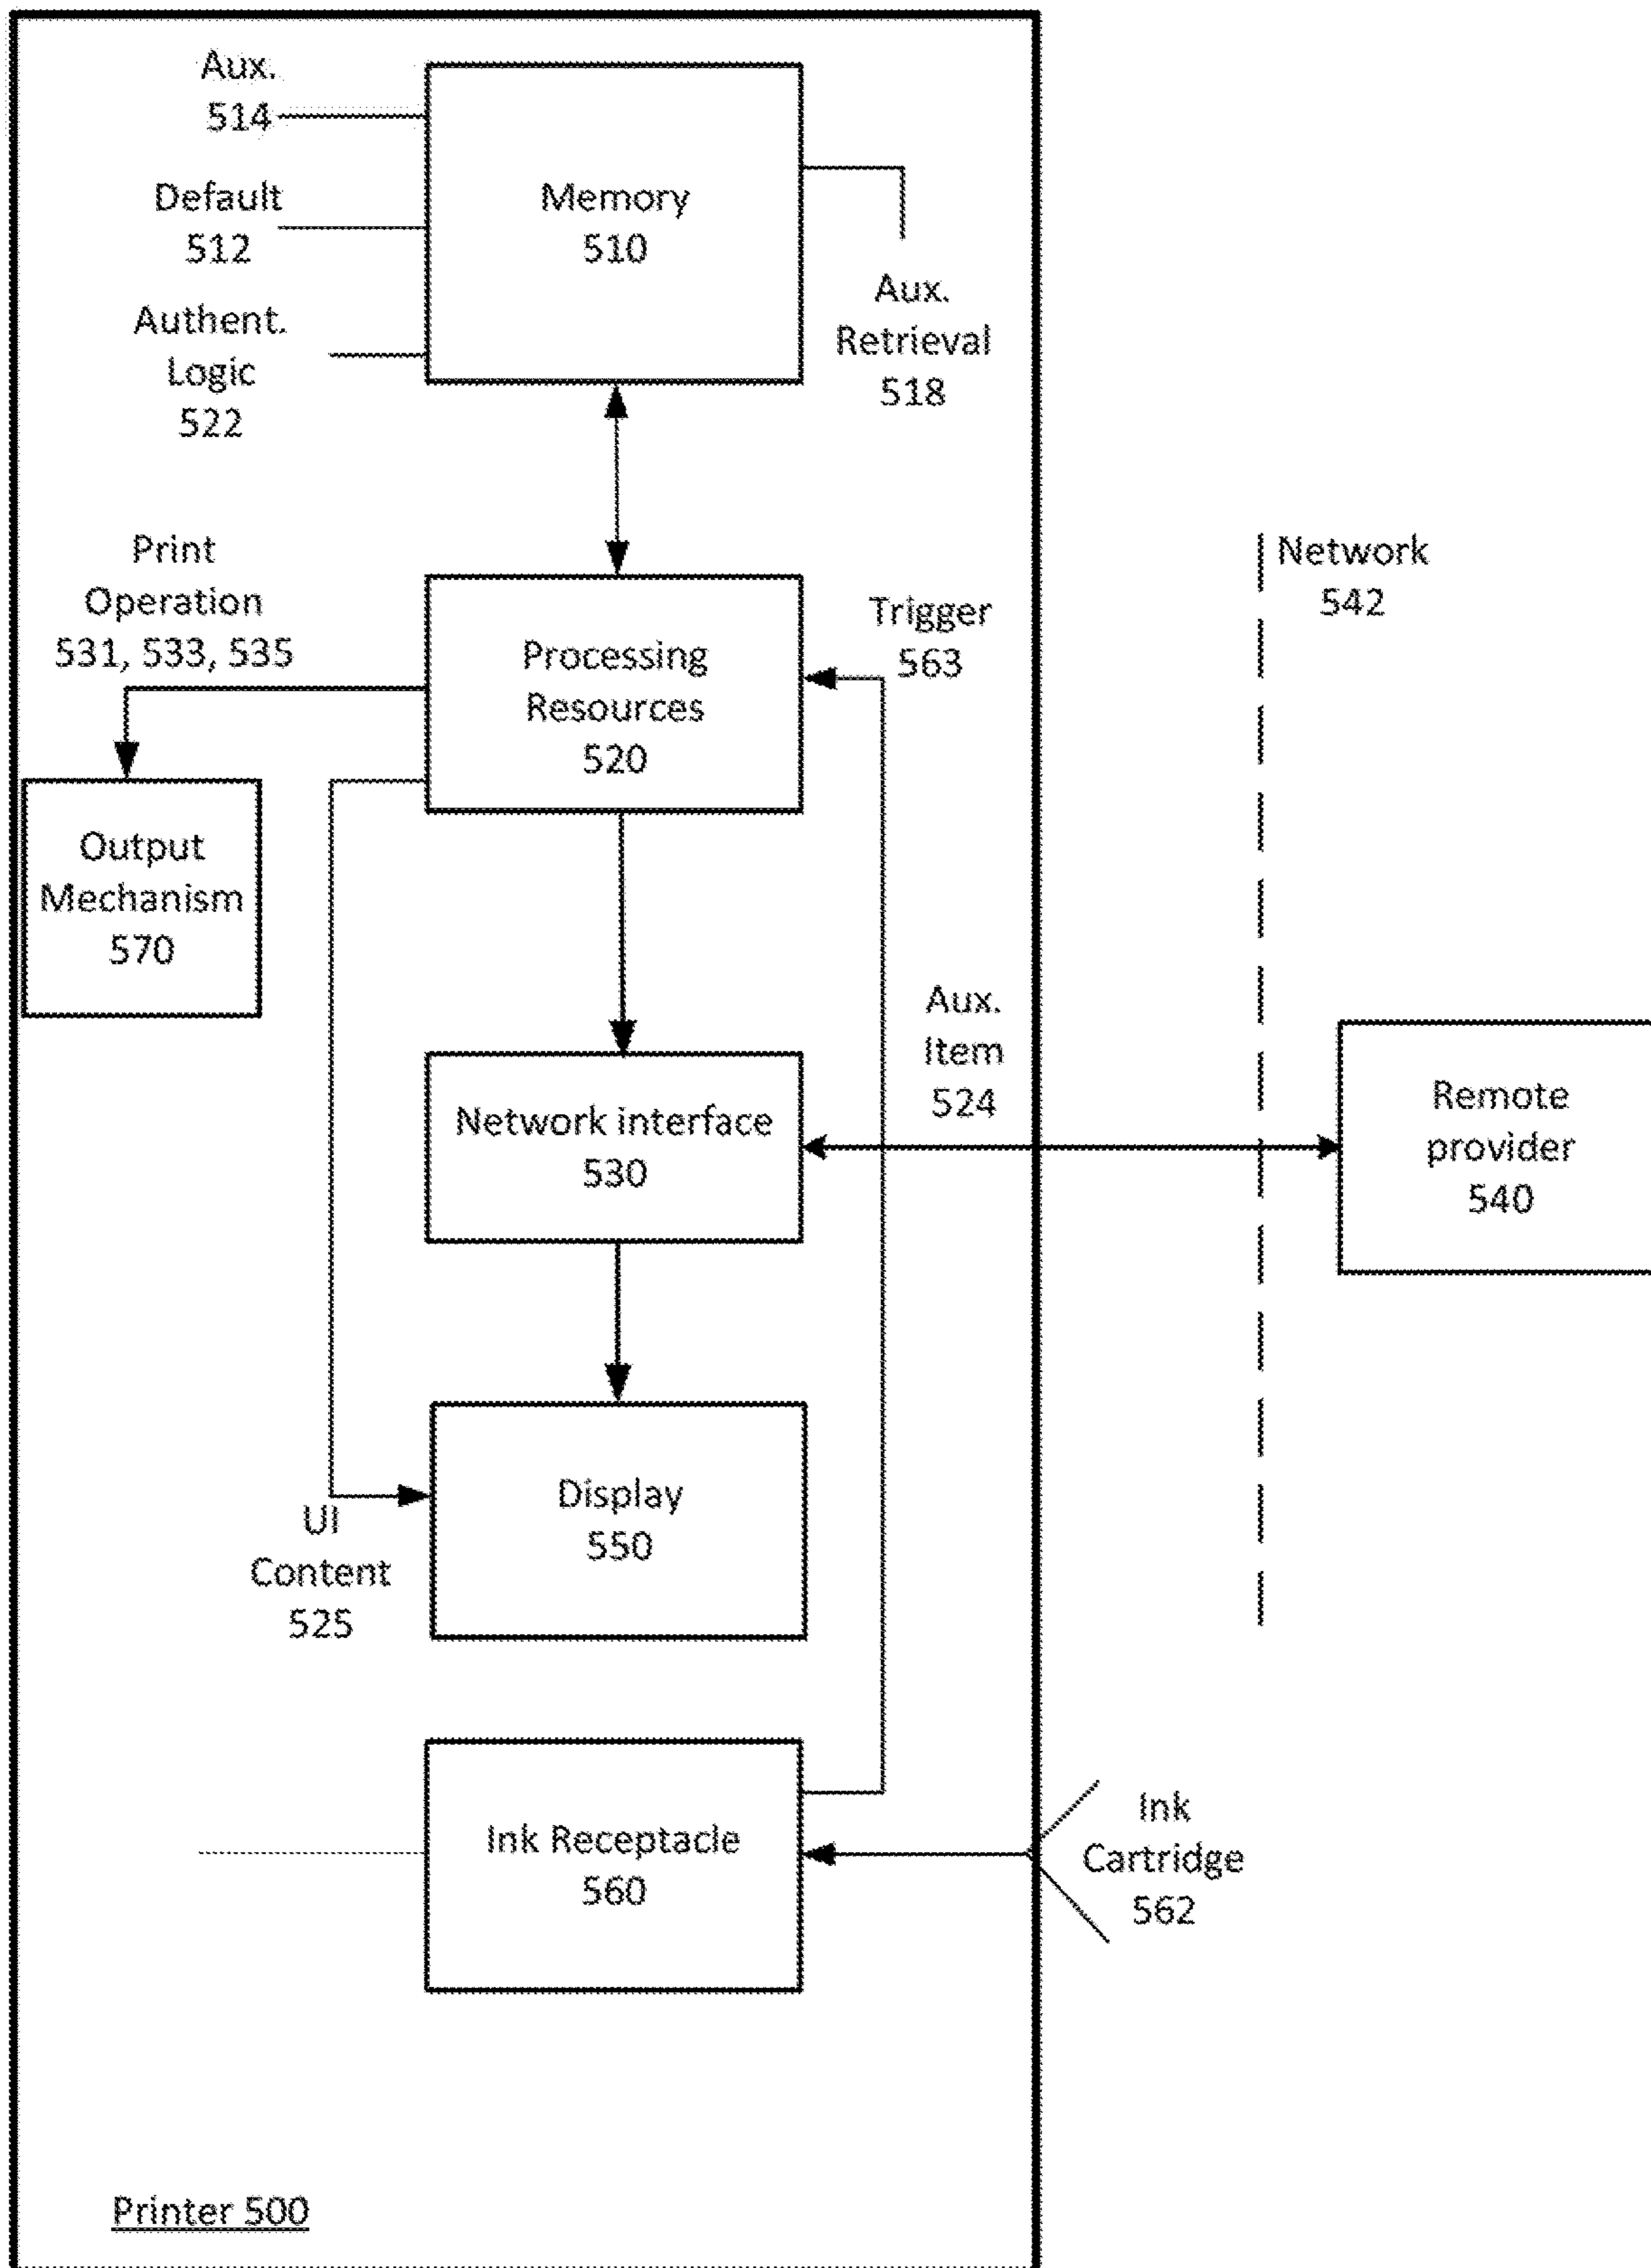 Aux.
514
Default
512
Authent.
Logic
522
Memory
510
Aux.
Retrieval
518
Print
Operation
531, 533, 535
Processing
Resources
520
Trigger
563
Network
542
Output
Mechanism
570
Network interface
530
Aux.
Item
524
Remote
provider
540
Display
550
UI
Content
525
Ink Receptacle
560
Ink
Cartridge
562
Printer 500